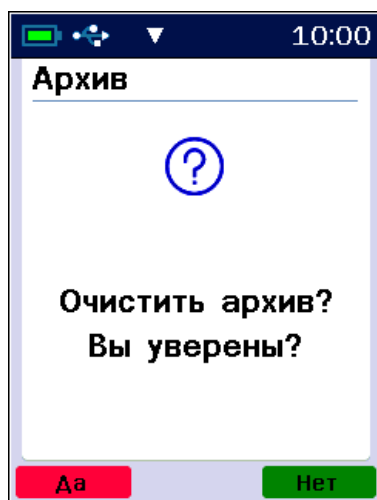 10:00
Архив
?
Очистить архив?
Вы уверены?
Да Нет